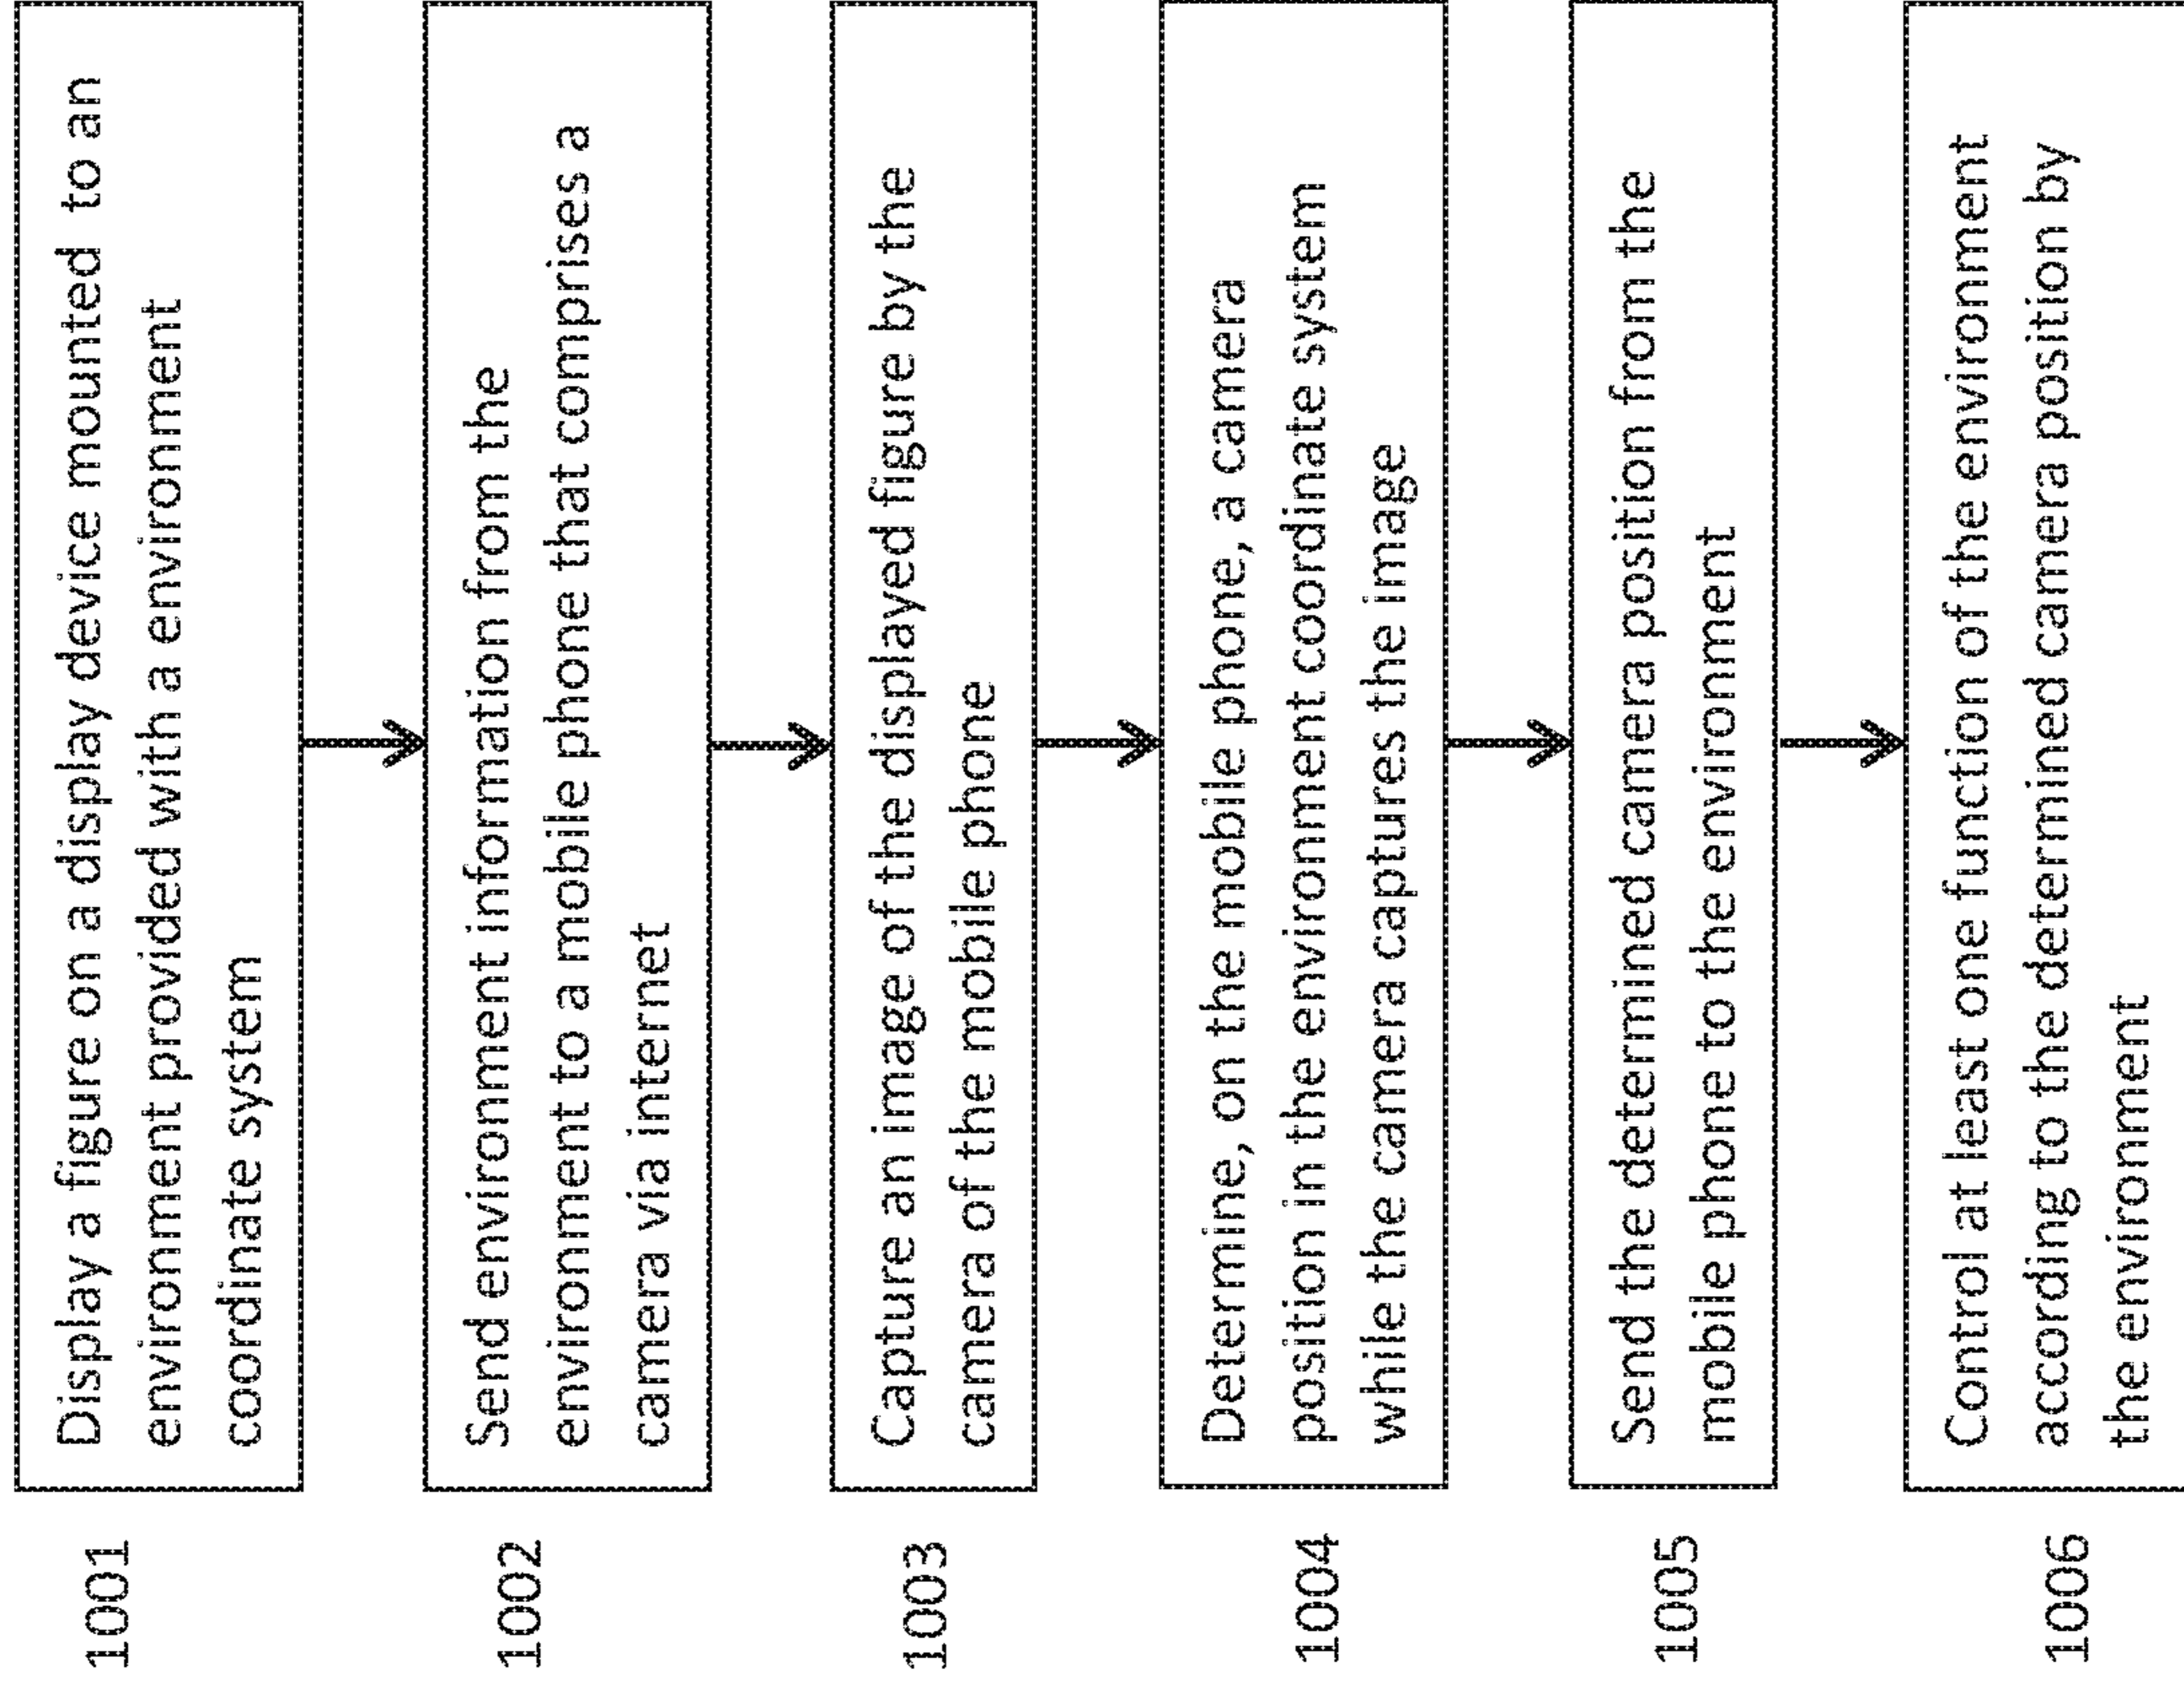 1001
Display a figure on a display device mounted to an
environment provided with a environment
coordinate system
1002
Send environment information from the
environment to a mobile phone that comprises a
camera via internet
1003
Capture an image of the displayed figure by the
camera of the mobile phone
1004
Determine, on the mobile phone, a camera
position in the environment coordinate system
while the camera captures the image
1005
Send the determined camera position from the
mobile phone to the environment
1006
Control at least one function of the environment
according to the determined camera position by
the environment